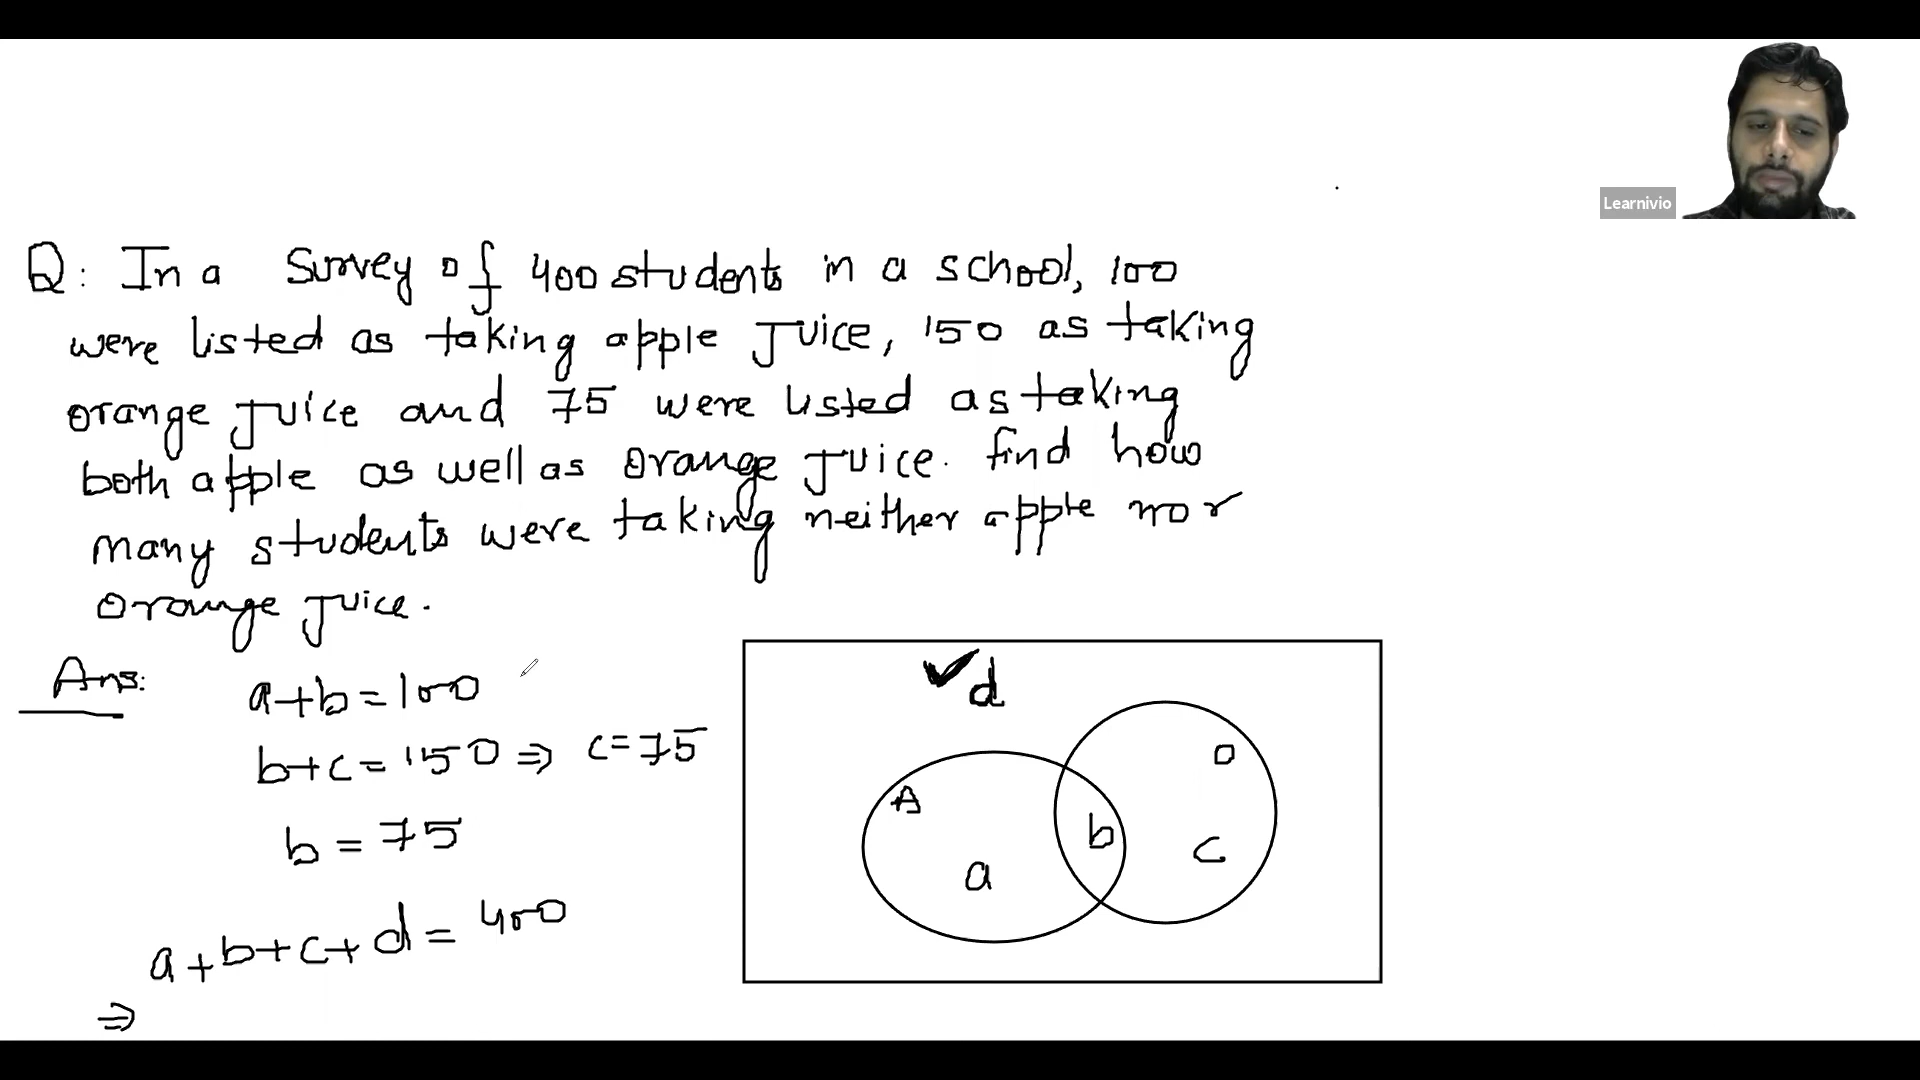 Learnivio
Q: In a Survey of 400 students in a school, 100
were listed as taking apple Juice, 150 as taking
orange Juice and 75 were listed as taking
both apple as well as orange Juice. find how
many students were taking neither apple nor
orange Juice.
Ans:
a+b=100
b+c=150 ⇒ c=75
b = 75
a+b+c+d = 400
⇒
d
A
O
b
c
a